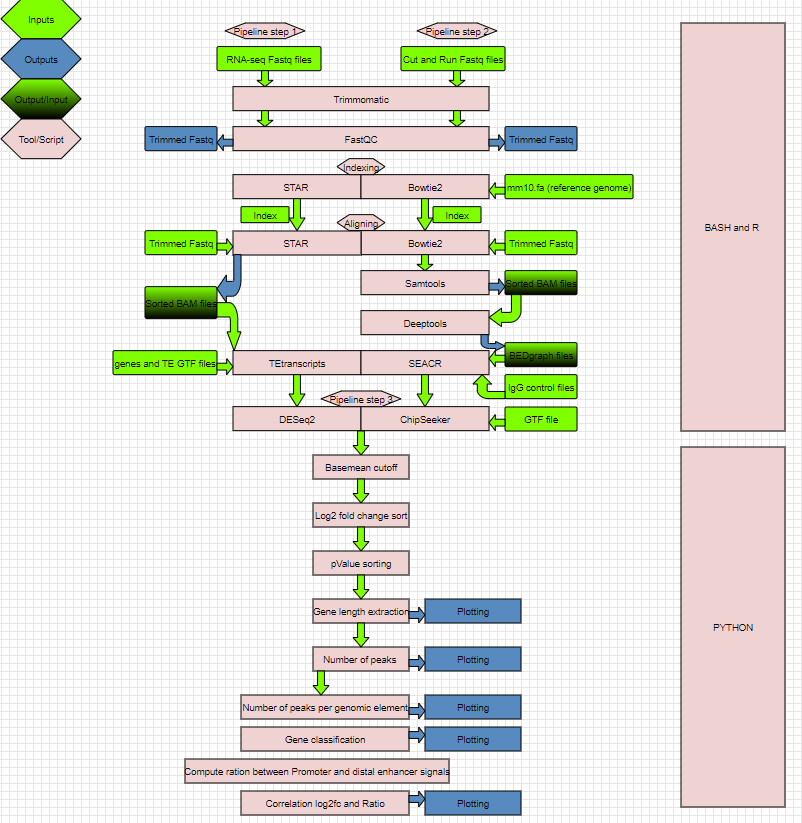 Inputs
Outputs
Output/Input
Tool/Script
Pipeline step 1
Pipeline step 2
RNA-seq Fastq files
Cut and Run Fastq files
Trimmomatic
Trimmed Fastq
FastQC
Trimmed Fastq
Indexing
STAR
Bowtie2
mm10.fa (reference genome)
Index
Index
Aligning
Trimmed Fastq
STAR
Bowtie2
Trimmed Fastq
Samtools
Sorted BAM files
Sorted BAM files
Deeptools
BEDgraph files
genes and TE GTF files
TEtranscripts
SEACR
IgG control files
Pipeline step 3
DESeq2
ChipSeeker
GTF file
Basemean cutoff
Log2 fold change sort
pValue sorting
Gene length extraction
Plotting
Number of peaks
Plotting
Number of peaks per genomic element
Plotting
Gene classification
Plotting
Compute ration between Promoter and distal enhancer signals
Correlation log2fc and Ratio
Plotting
BASH and R
PYTHON